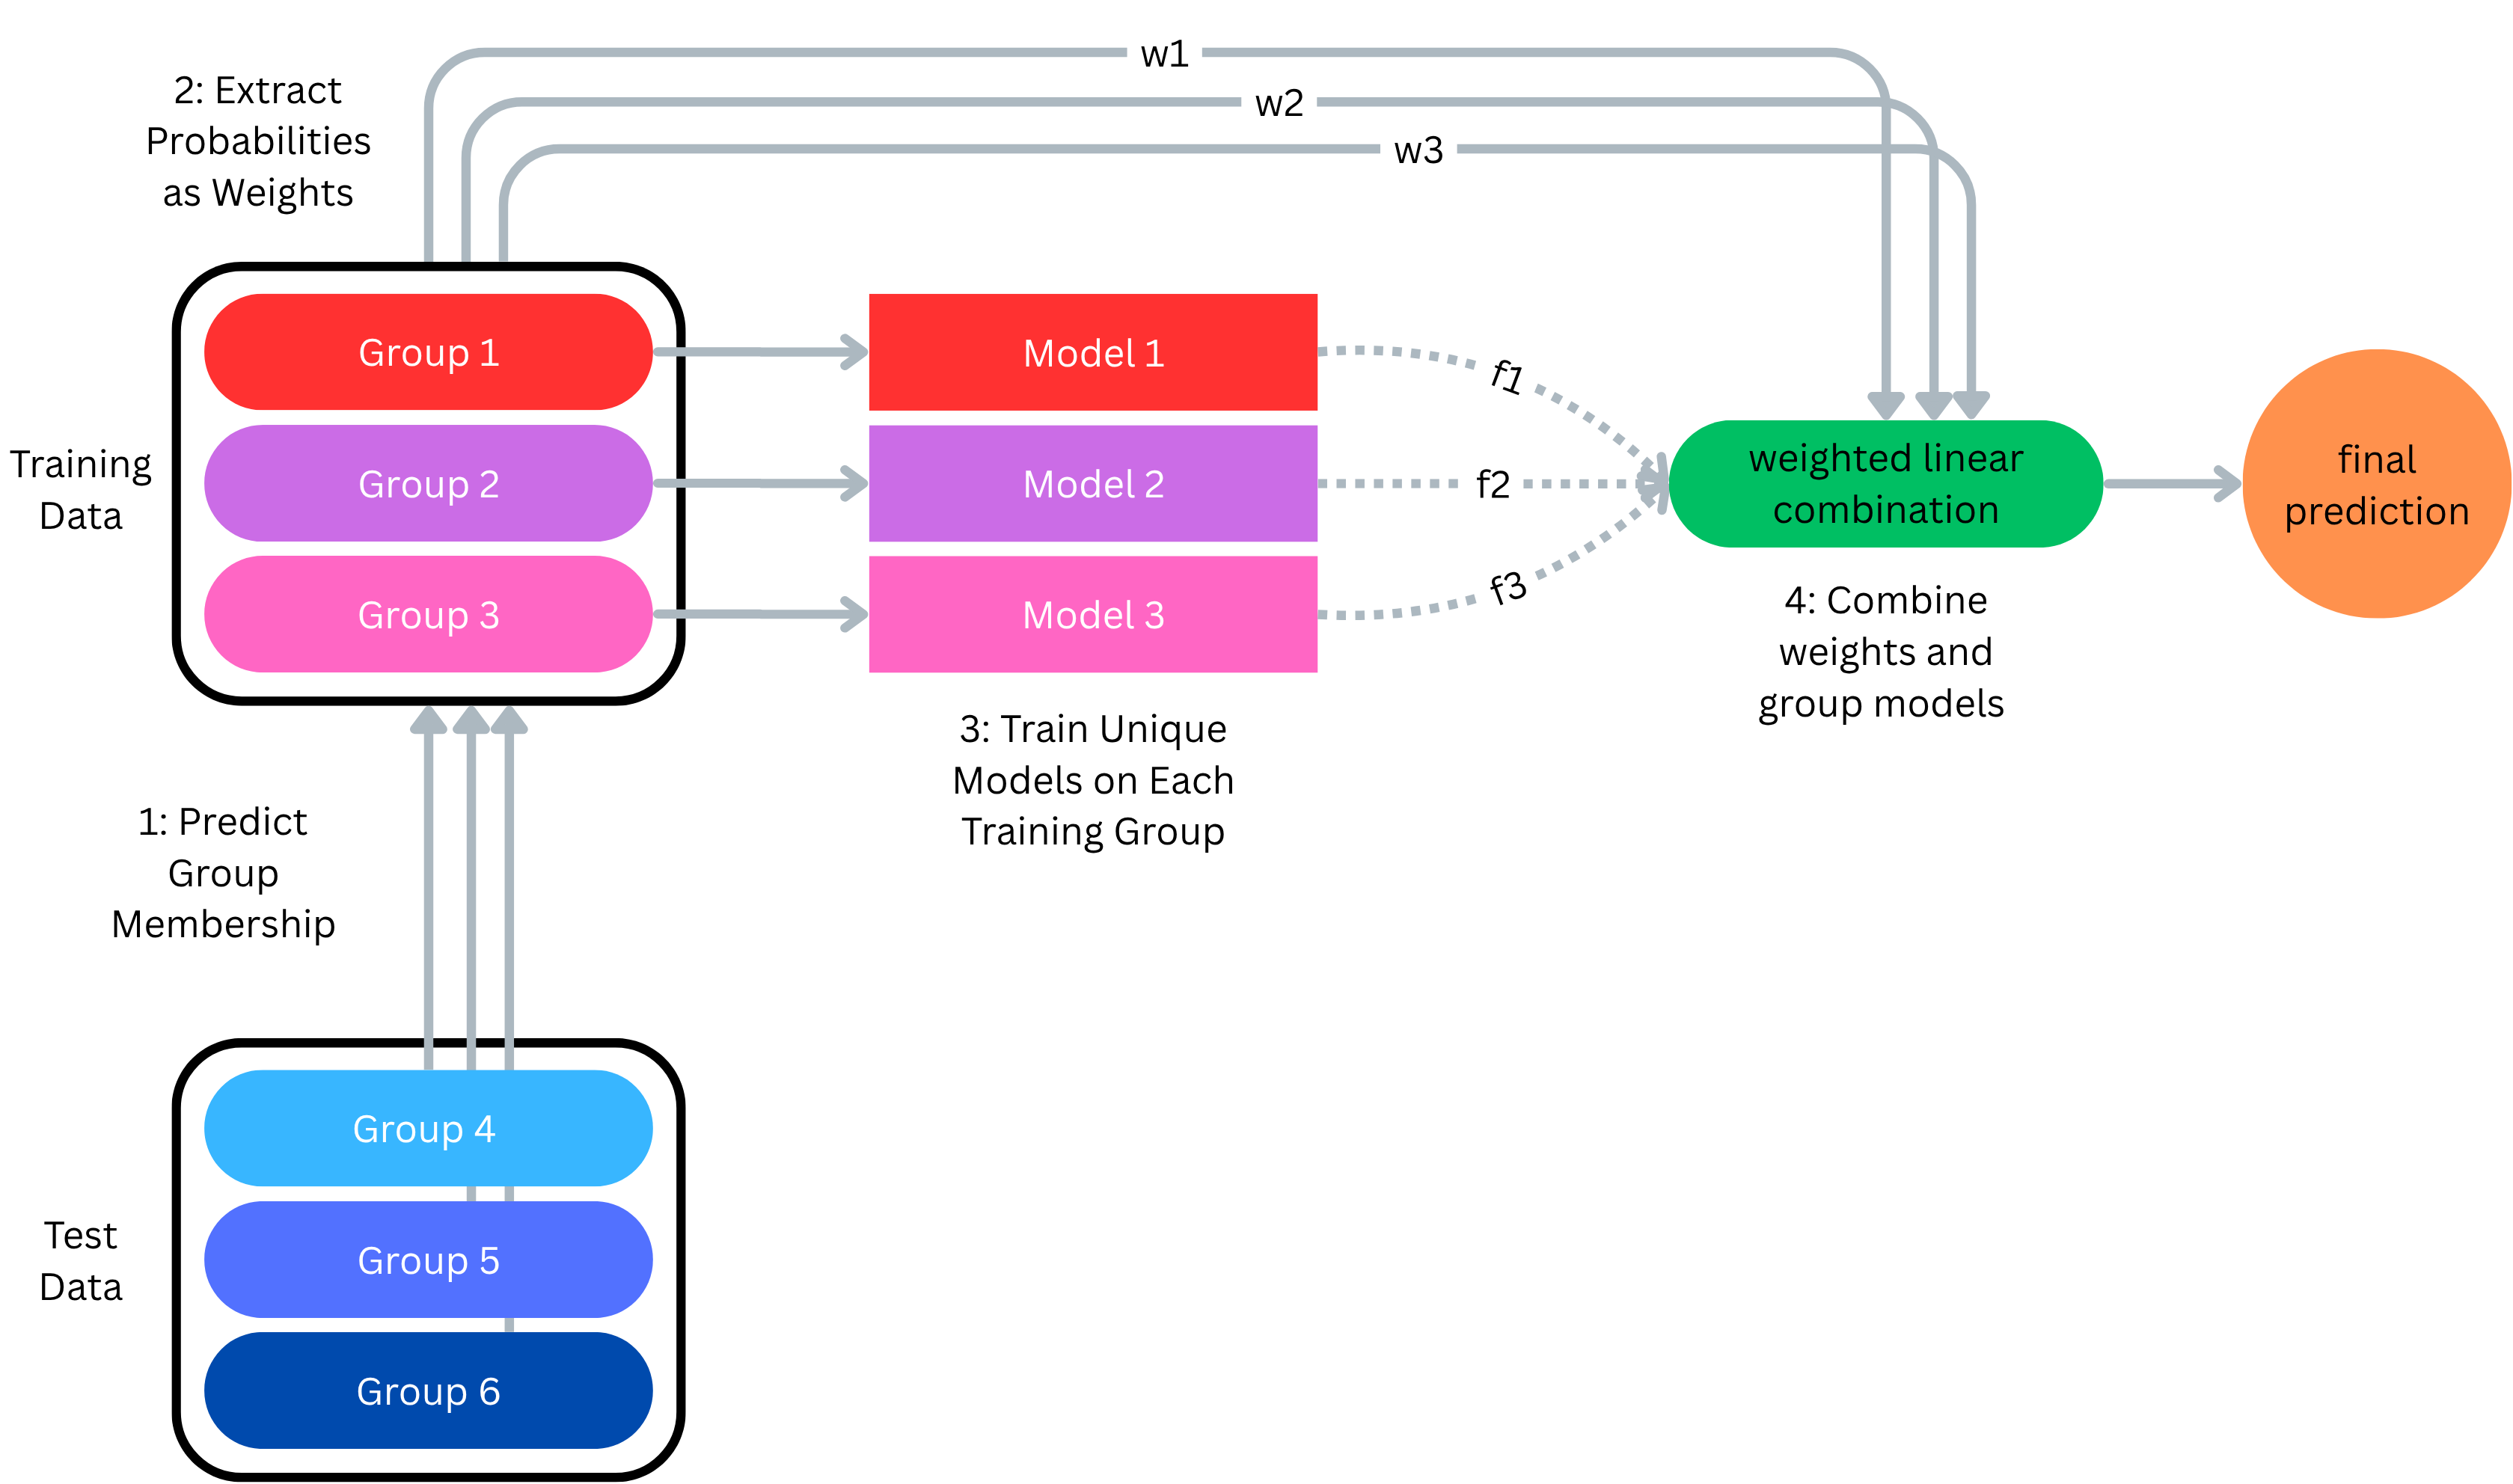 w1
w2
w3
2: Extract
Probabilities
as Weights
Training
Data
Group 1
Group 2
Group 3
Model 1
Model 2
Model 3
f1
f2
f3
weighted linear
combination
final
prediction
4: Combine
weights and
group models
3: Train Unique
Models on Each
Training Group
1: Predict
Group
Membership
Test
Data
Group 4
Group 5
Group 6